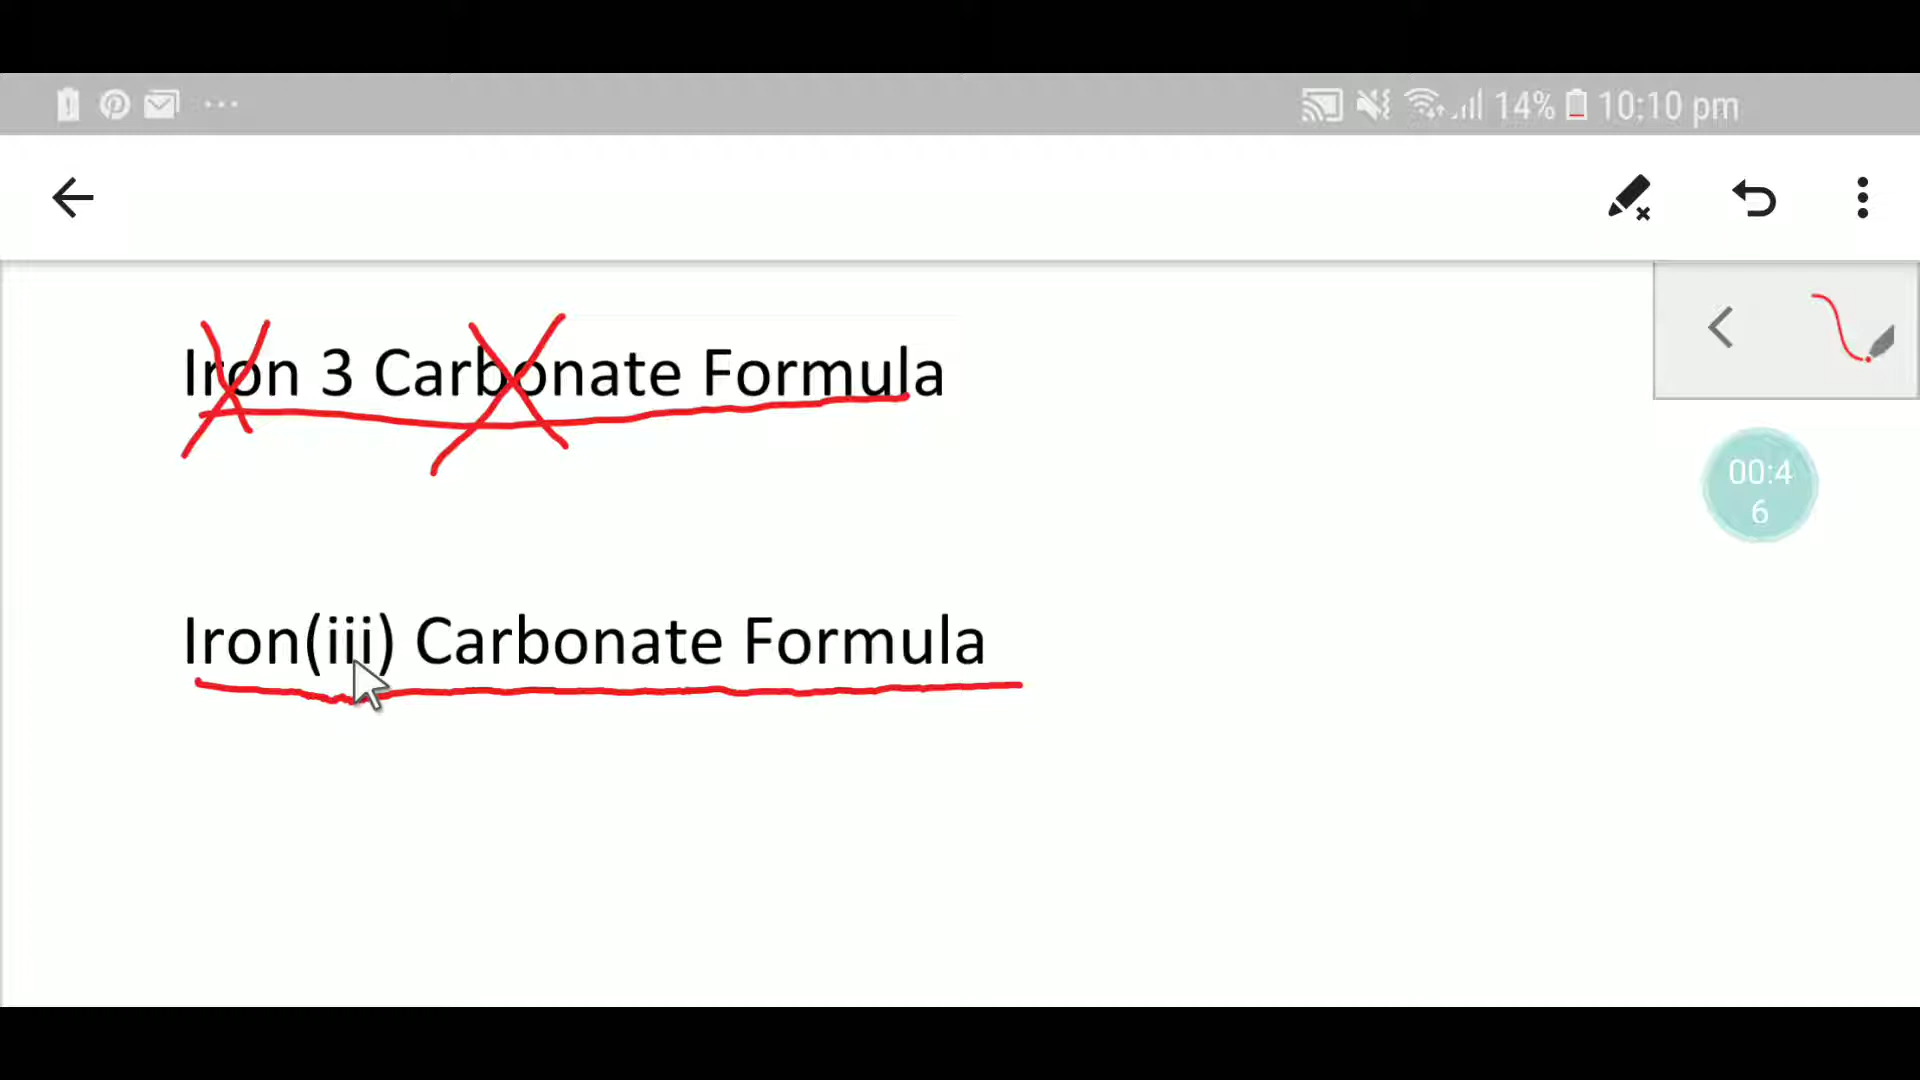 14% 10:10 pm
Iron 3 Carbonate Formula
00:4
6
Iron(iii) Carbonate Formula